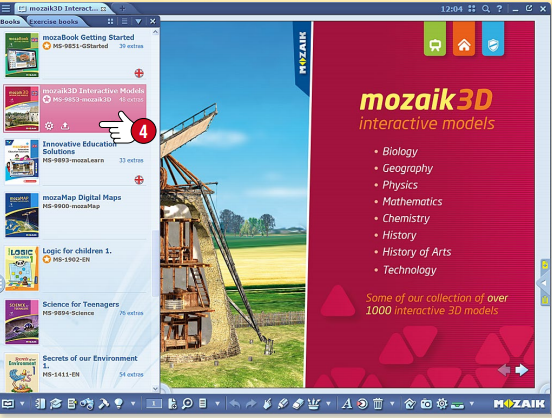 mozaik3D Interact...
12:04
Books
Exercise books
mozaBook Getting Started
MS-9851-GStarted
39 extras
mozaik3D Interactive Models
MS-9853-mozaik3D
48 extras
4
Innovative Education
Solutions
MS-9893-mozaLearn
33 extras
mozaMap Digital Maps
MS-9900-mozaMap
Logic for children 1.
MS-1902-EN
Science for Teenagers
MS-9894-Science
76 extras
Secrets of our Environment
1.
MS-1411-EN
54 extras
MOZAIK
mozaik3D
interactive models
• Biology
• Geography
• Physics
• Mathematics
• Chemistry
• History
• History of Arts
• Technology
Some of our collection of over
1000 interactive 3D models
1
A
MOZAIK